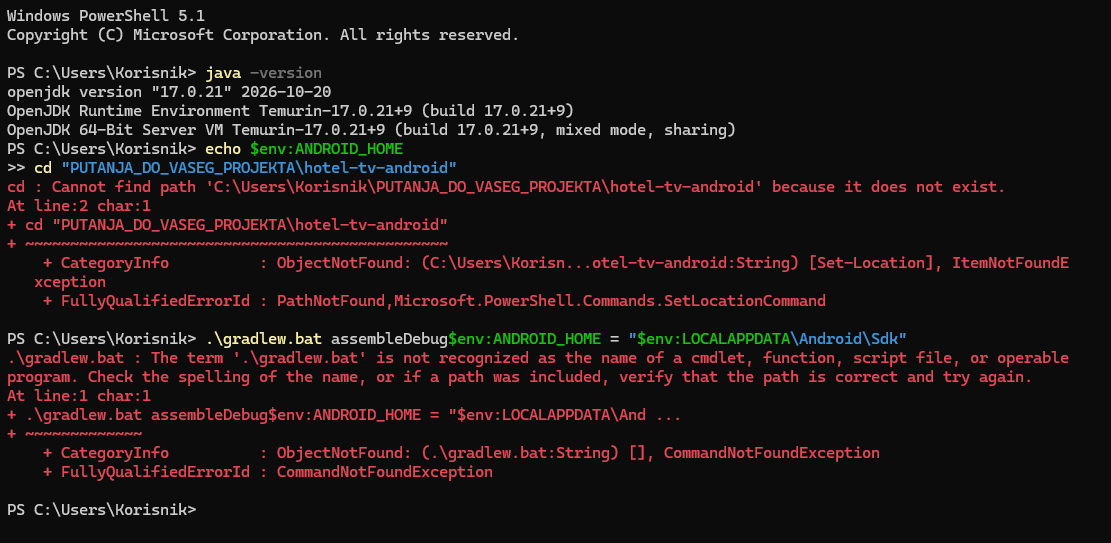 Windows PowerShell 5.1
Copyright (C) Microsoft Corporation. All rights reserved.
PS C:\Users\Korisnik> java -version
openjdk version "17.0.21" 2026-10-20
OpenJDK Runtime Environment Temurin-17.0.21+9 (build 17.0.21+9)
OpenJDK 64-Bit Server VM Temurin-17.0.21+9 (build 17.0.21+9, mixed mode, sharing)
PS C:\Users\Korisnik> echo $env:ANDROID_HOME
>> cd "PUTANJA_DO_VASEG_PROJEKTA\hotel-tv-android"
cd : Cannot find path 'C:\Users\Korisnik\PUTANJA_DO_VASEG_PROJEKTA\hotel-tv-android' because it does not exist.
At line:2 char:1
+ cd "PUTANJA_DO_VASEG_PROJEKTA\hotel-tv-android"
+ ~~~~~~~~~~~~~~~~~~~~~~~~~~~~~~~~~~~~~~~~~~~~~~~
    + CategoryInfo          : ObjectNotFound: (C:\Users\Korisn...otel-tv-android:String) [Set-Location], ItemNotFoundE
   xception
    + FullyQualifiedErrorId : PathNotFound,Microsoft.PowerShell.Commands.SetLocationCommand
PS C:\Users\Korisnik> .\gradlew.bat assembleDebug$env:ANDROID_HOME = "$env:LOCALAPPDATA\Android\Sdk"
.\gradlew.bat : The term '.\gradlew.bat' is not recognized as the name of a cmdlet, function, script file, or operable
program. Check the spelling of the name, or if a path was included, verify that the path is correct and try again.
At line:1 char:1
+ .\gradlew.bat assembleDebug$env:ANDROID_HOME = "$env:LOCALAPPDATA\And ...
+ ~~~~~~~~~~~~~
    + CategoryInfo          : ObjectNotFound: (.\gradlew.bat:String) [], CommandNotFoundException
    + FullyQualifiedErrorId : CommandNotFoundException
PS C:\Users\Korisnik>